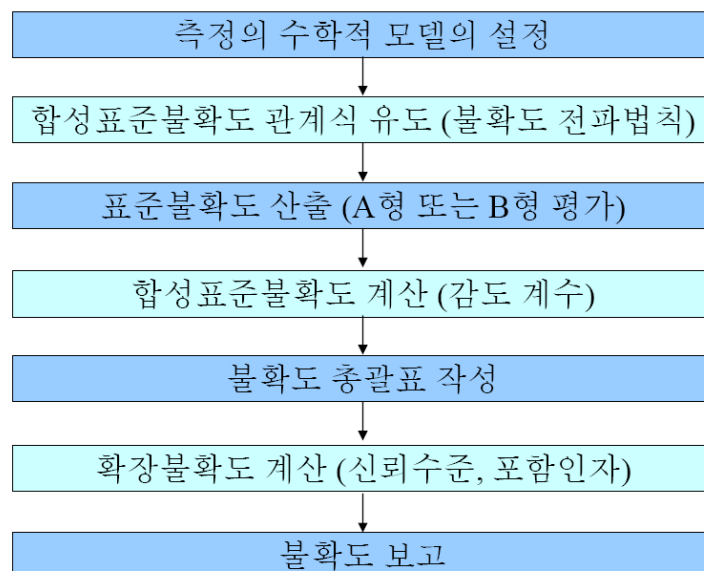 측정의 수학적 모델의 설정
합성표준불확도 관계식 유도 (불확도 전파법칙)
표준불확도 산출 (A형 또는 B형 평가)
합성표준불확도 계산 (감도 계수)
불확도 총괄표 작성
확장불확도 계산 (신뢰수준, 포함인자)
불확도 보고